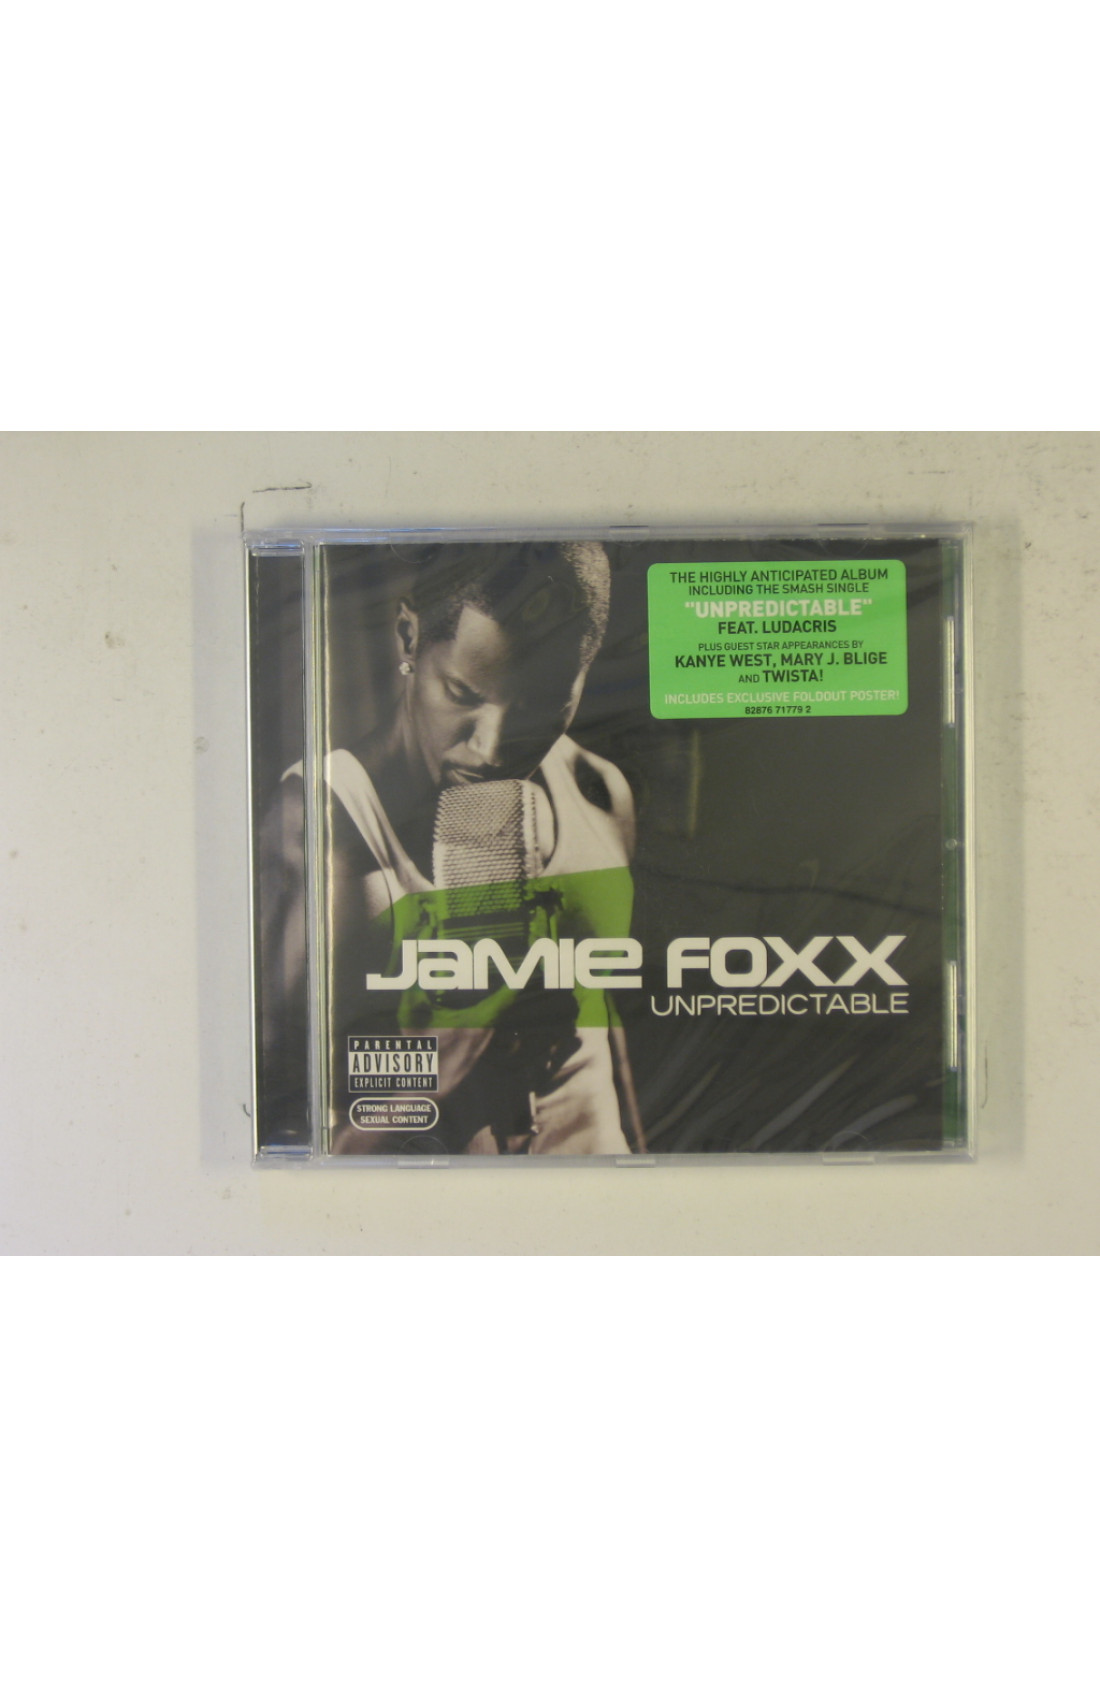 THE HIGHLY ANTICIPATED ALBUM
INCLUDING THE SMASH SINGLE
"UNPREDICTABLE"
FEAT. LUDACRIS
PLUS GUEST STAR APPEARANCES BY
KANYE WEST, MARY J. BLIGE
AND TWISTA!
INCLUDES EXCLUSIVE FOLDOUT POSTER!
82876 71779 2
JAMIE FOXX
UNPREDICTABLE
PARENTAL
ADVISORY
EXPLICIT CONTENT
STRONG LANGUAGE
SEXUAL CONTENT